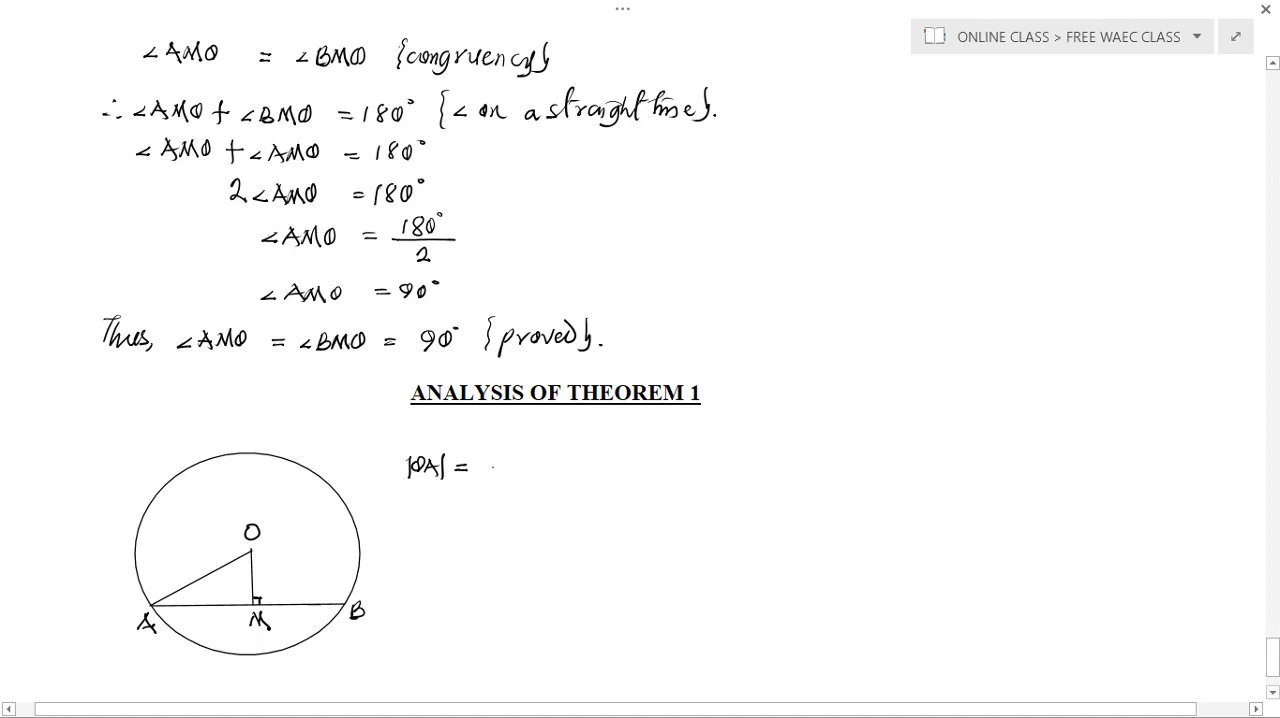 ONLINE CLASS > FREE WAEC CLASS
∠AMO = ∠BMO {congruency}
∴ ∠AMO + ∠BMO = 180° {∠ on a straight line}.
∠AMO + ∠AMO = 180°
2∠AMO = 180°
∠AMO = 180°/2
∠AMO = 90°
Thus, ∠AMO = ∠BMO = 90° {proved}.
ANALYSIS OF THEOREM 1
|OA| =
O
A
M
B